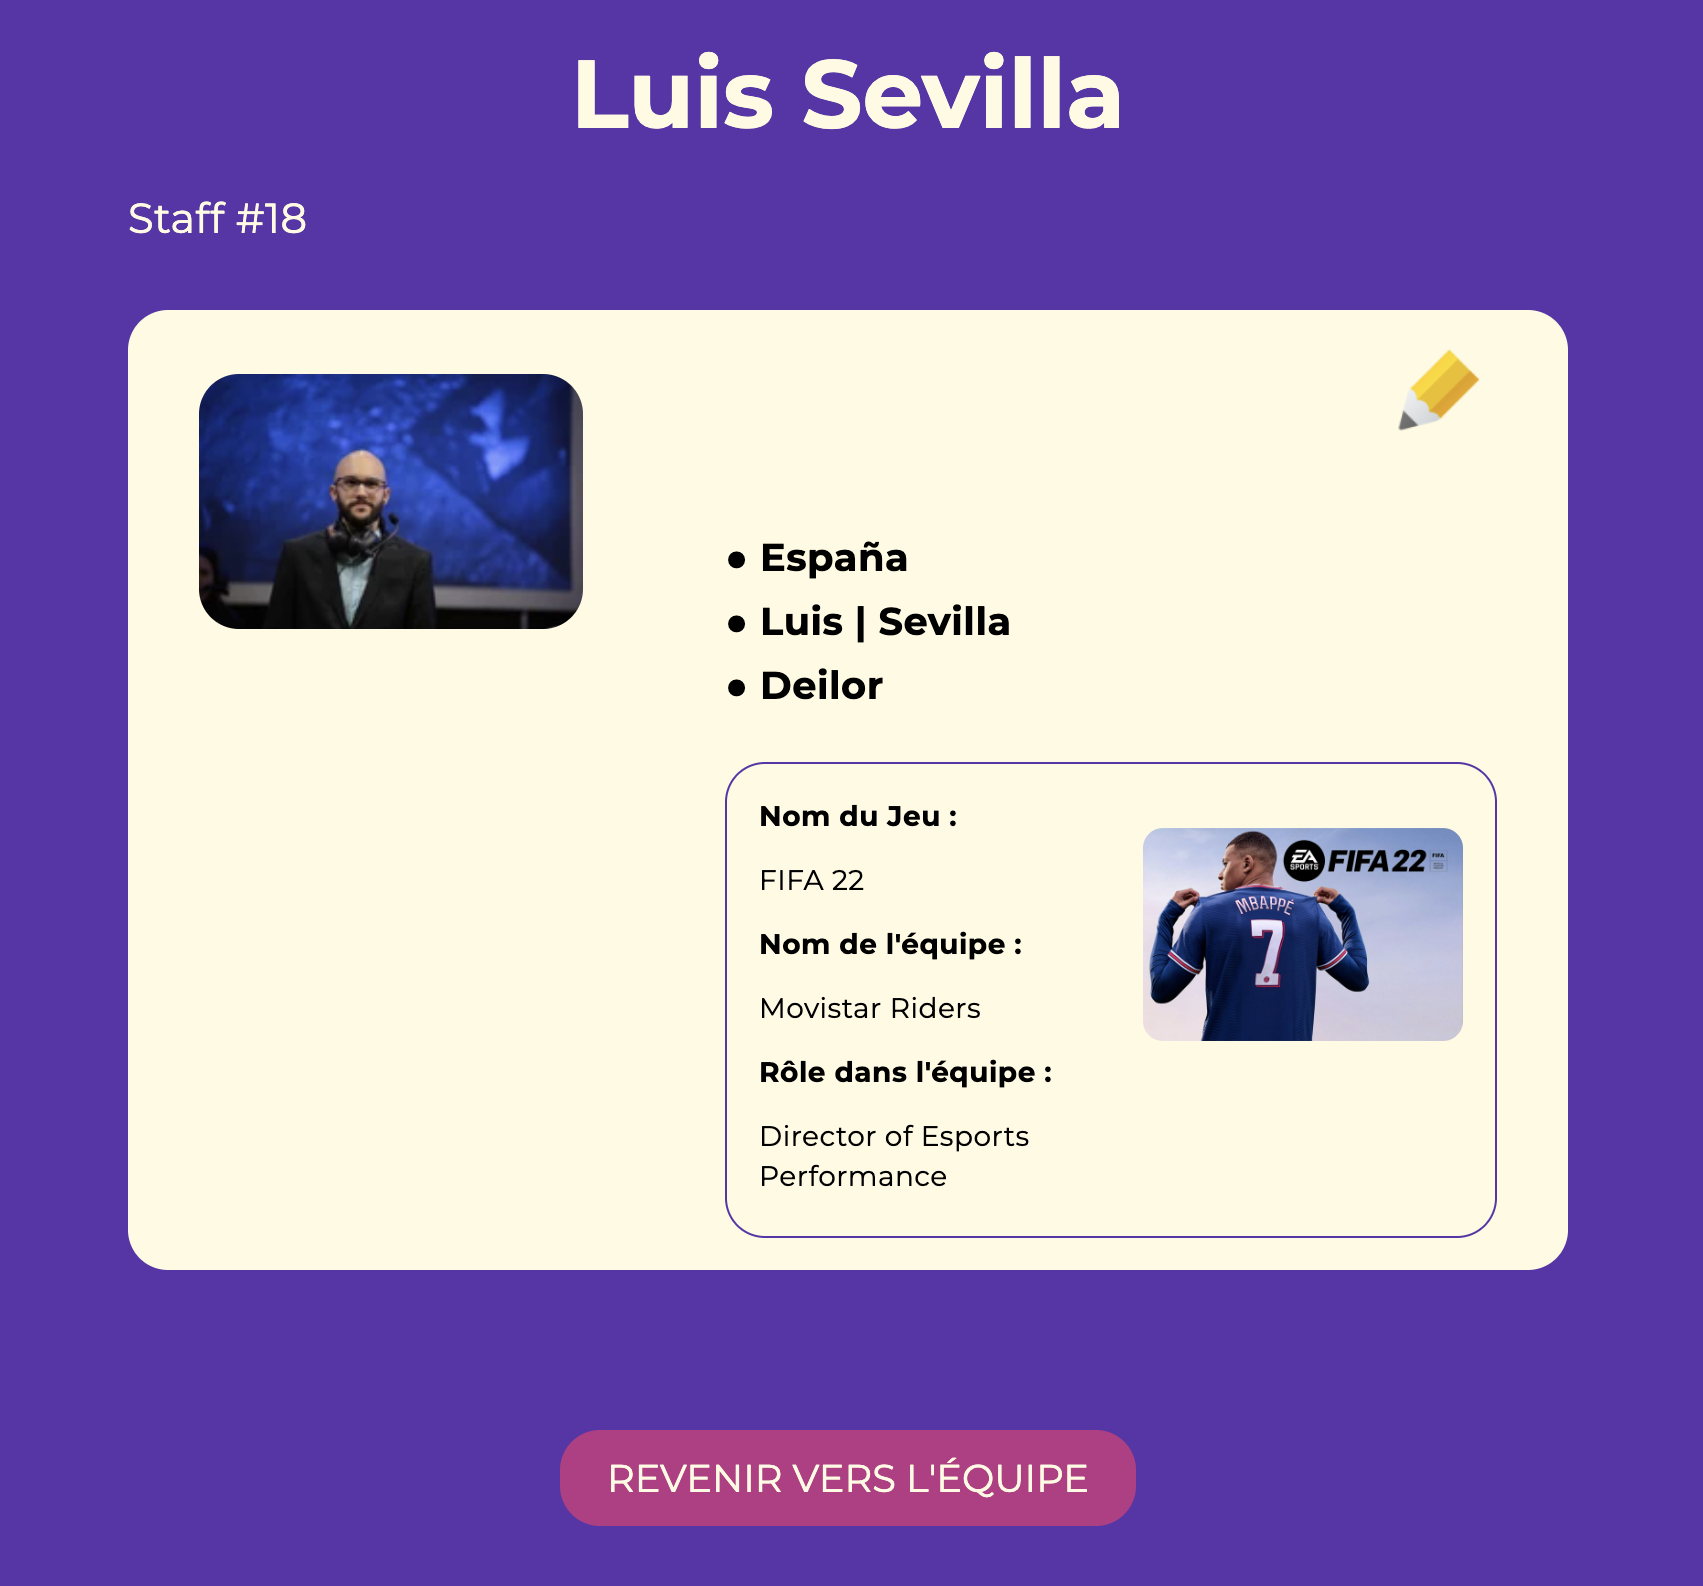 Luis Sevilla
Staff #18
● España
● Luis | Sevilla
● Deilor
Nom du Jeu :
FIFA 22
Nom de l'équipe :
Movistar Riders
Rôle dans l'équipe :
Director of Esports
Performance
EA SPORTS FIFA 22 FIFA
MBAPPÉ
7
REVENIR VERS L'ÉQUIPE